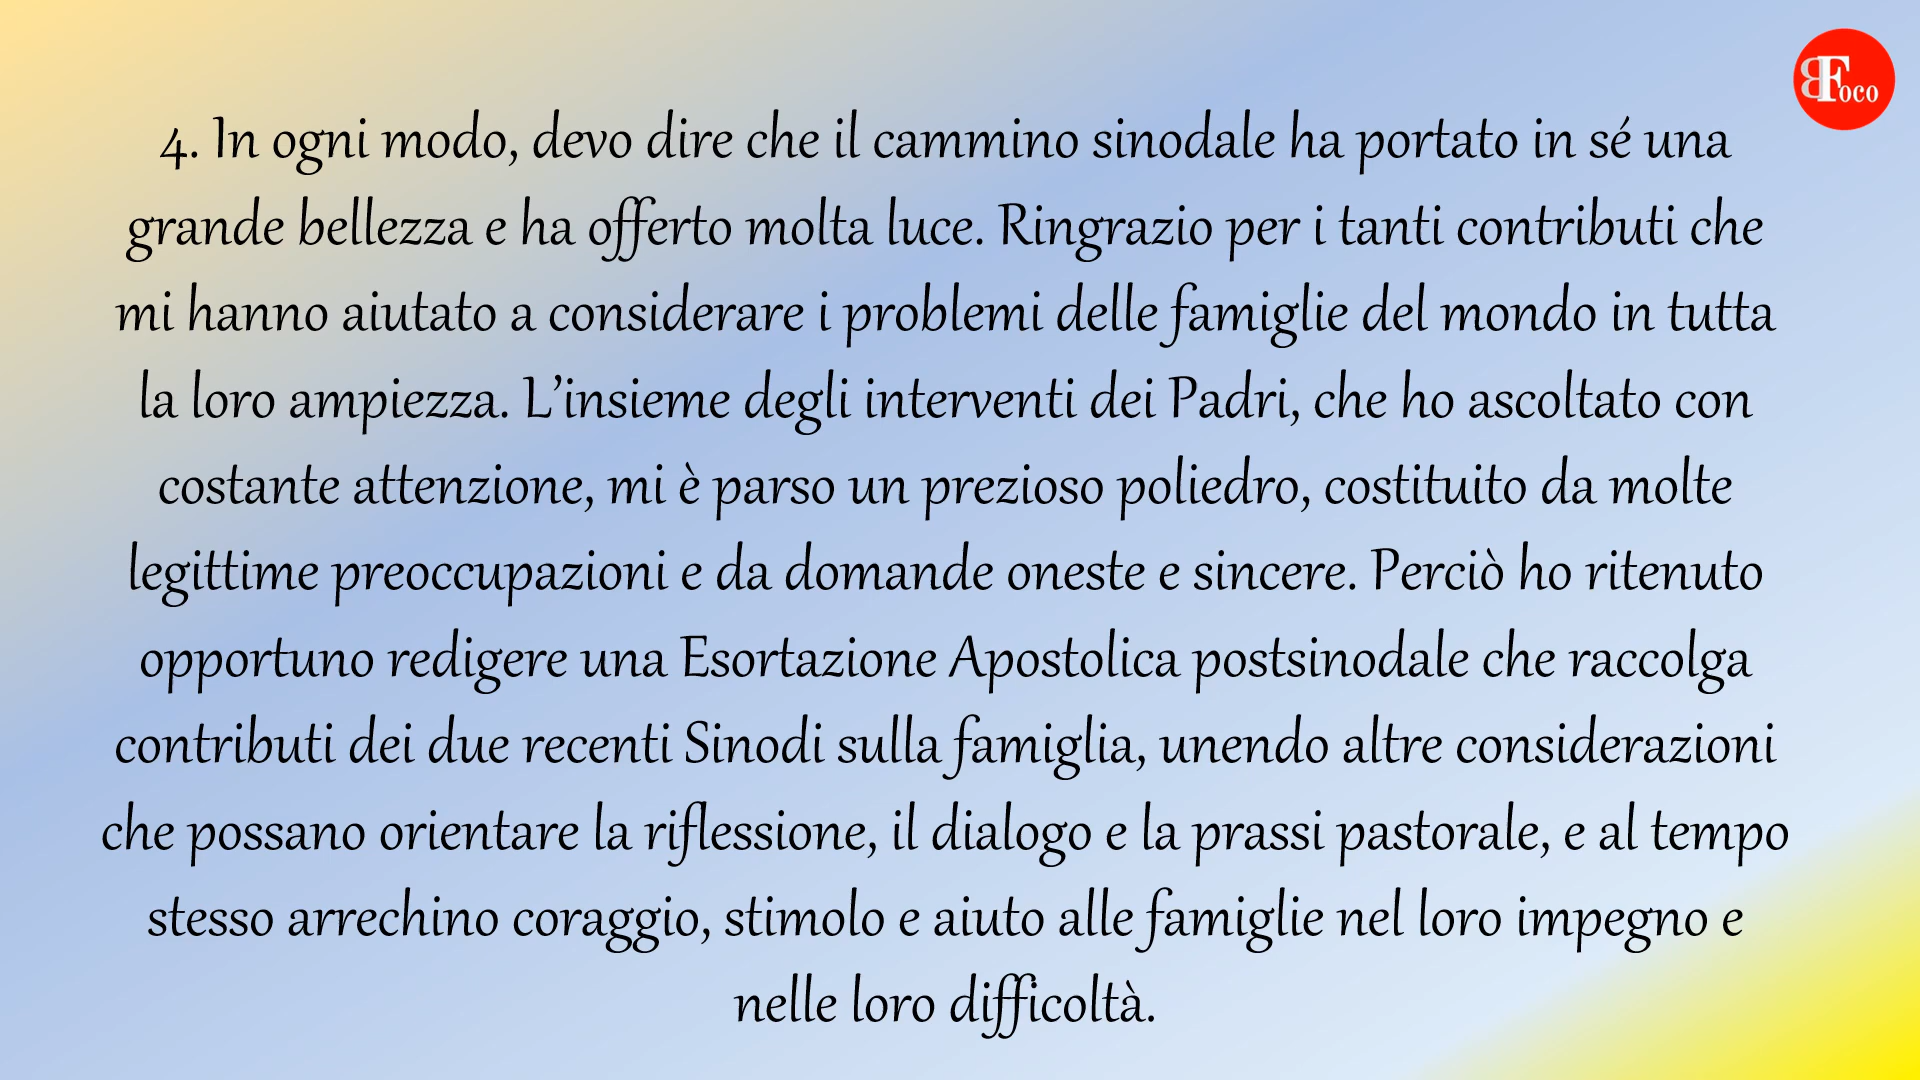 BFoco
4. In ogni modo, devo dire che il cammino sinodale ha portato in sé una
grande bellezza e ha offerto molta luce. Ringrazio per i tanti contributi che
mi hanno aiutato a considerare i problemi delle famiglie del mondo in tutta
la loro ampiezza. L’insieme degli interventi dei Padri, che ho ascoltato con
costante attenzione, mi è parso un prezioso poliedro, costituito da molte
legittime preoccupazioni e da domande oneste e sincere. Perciò ho ritenuto
opportuno redigere una Esortazione Apostolica postsinodale che raccolga
contributi dei due recenti Sinodi sulla famiglia, unendo altre considerazioni
che possano orientare la riflessione, il dialogo e la prassi pastorale, e al tempo
stesso arrechino coraggio, stimolo e aiuto alle famiglie nel loro impegno e
nelle loro difficoltà.